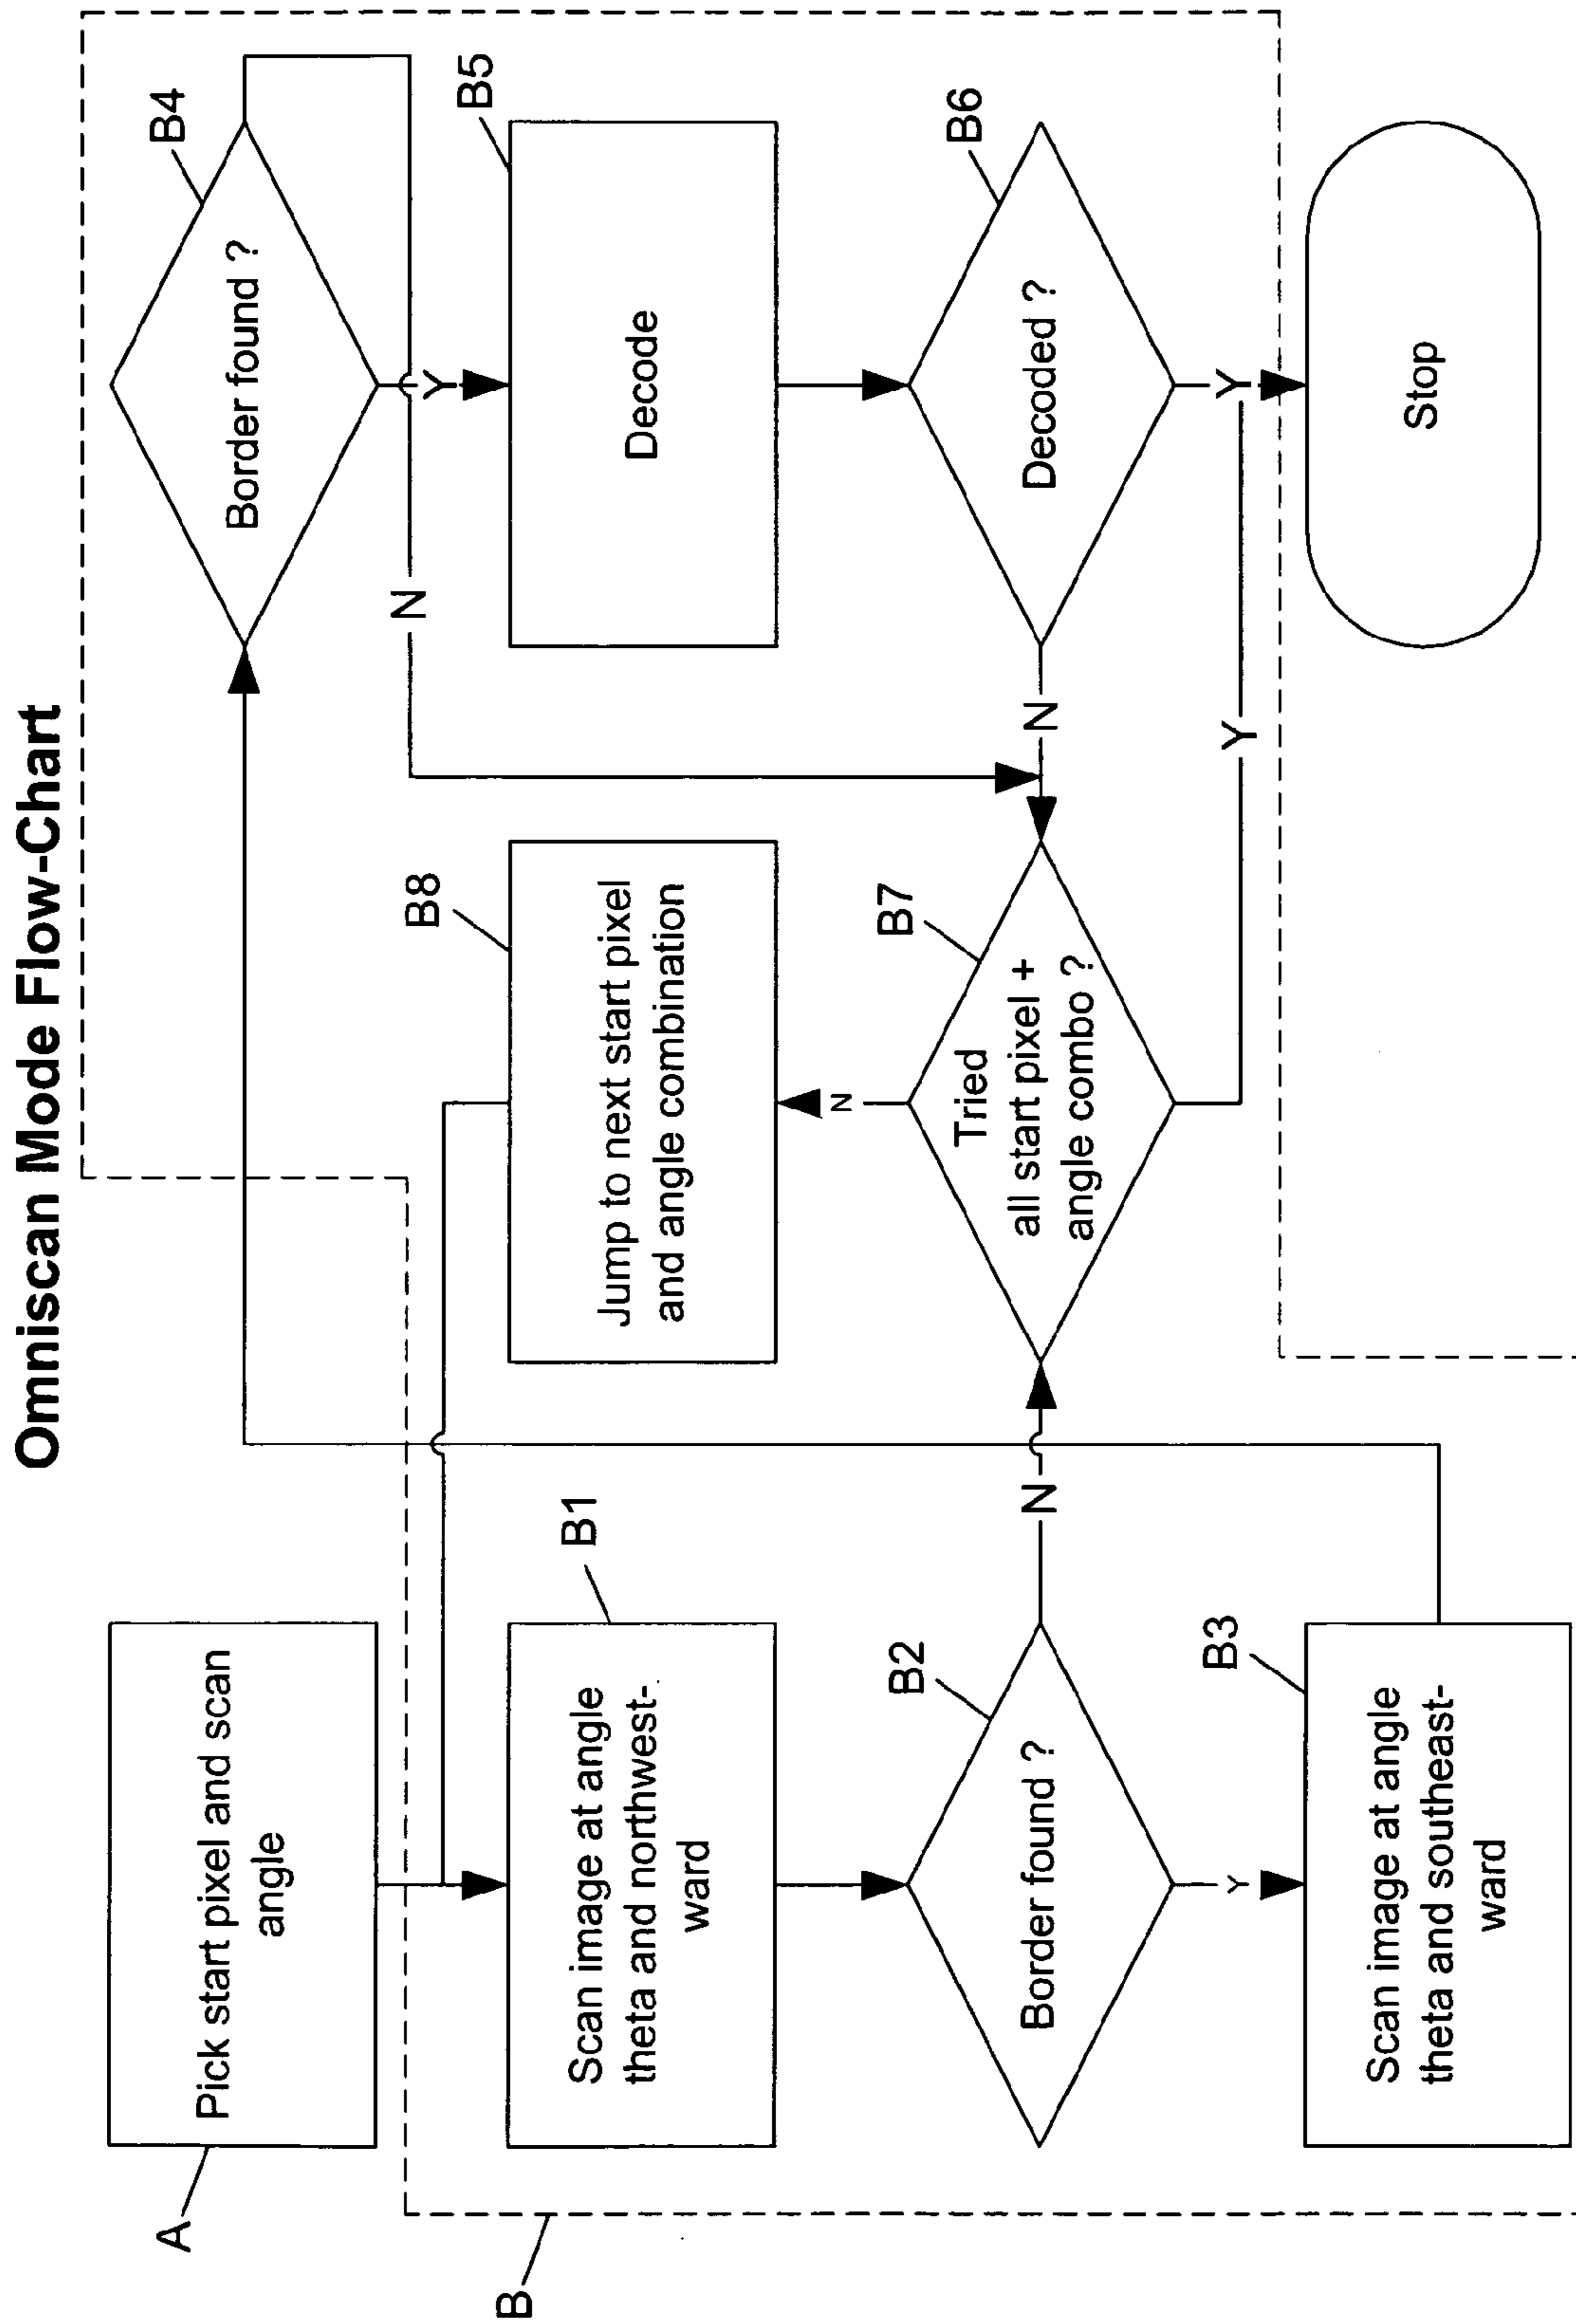 Omniscan Mode Flow-Chart
A
Pick start pixel and scan
angle
B
B1
Scan image at angle
theta and northwest-
ward
B2
Border found ?
N
Y
B3
Scan image at angle
theta and southeast-
ward
B8
Jump to next start pixel
and angle combination
N
B7
Tried
all start pixel +
angle combo ?
Y
B4
Border found ?
N
Y
B5
Decode
B6
Decoded ?
N
Y
Stop